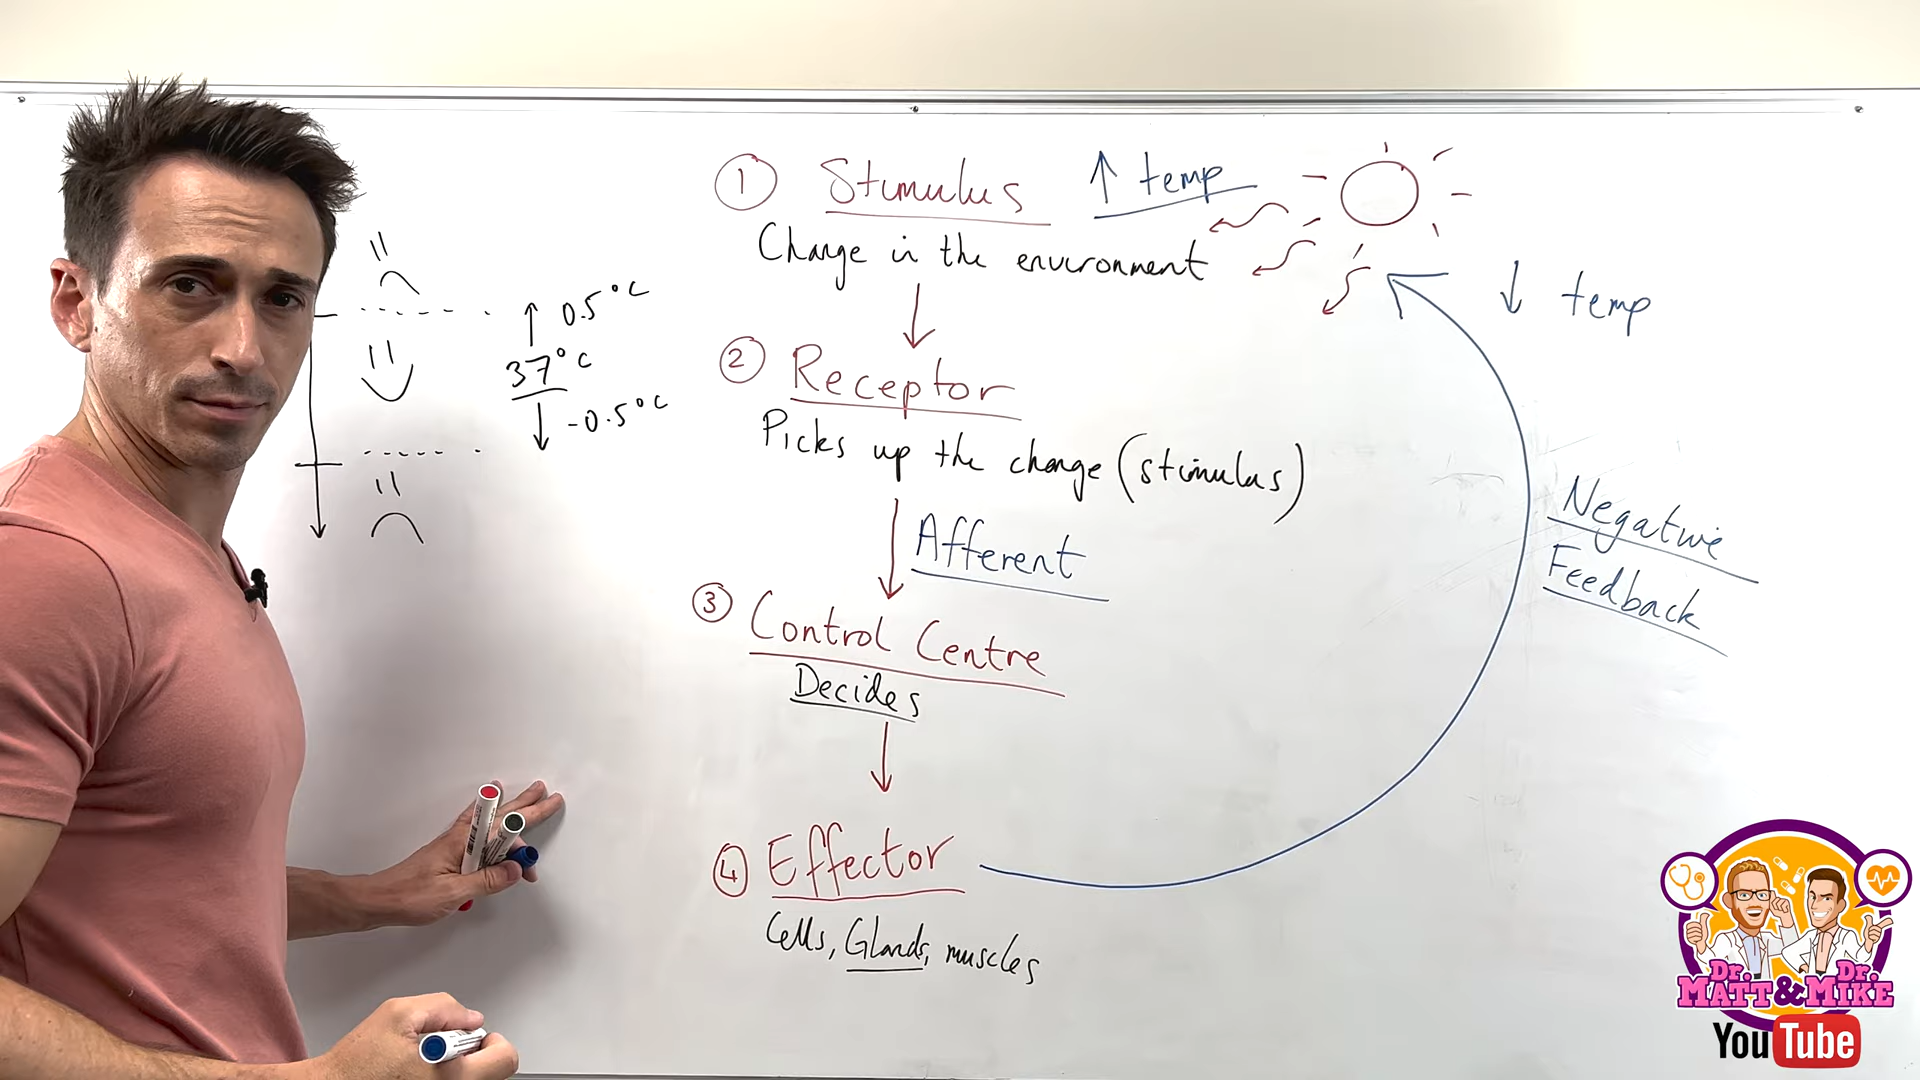 ① Stimulus ↑ temp
Change in the environment
↓ temp
0.5°C
37°C
-0.5°C
② Receptor
Picks up the change (stimulus)
Afferent
Negative
Feedback
③ Control Centre
Decides
④ Effector
Cells, Glands, muscles
Dr. Dr.
MATT & MIKE
YouTube